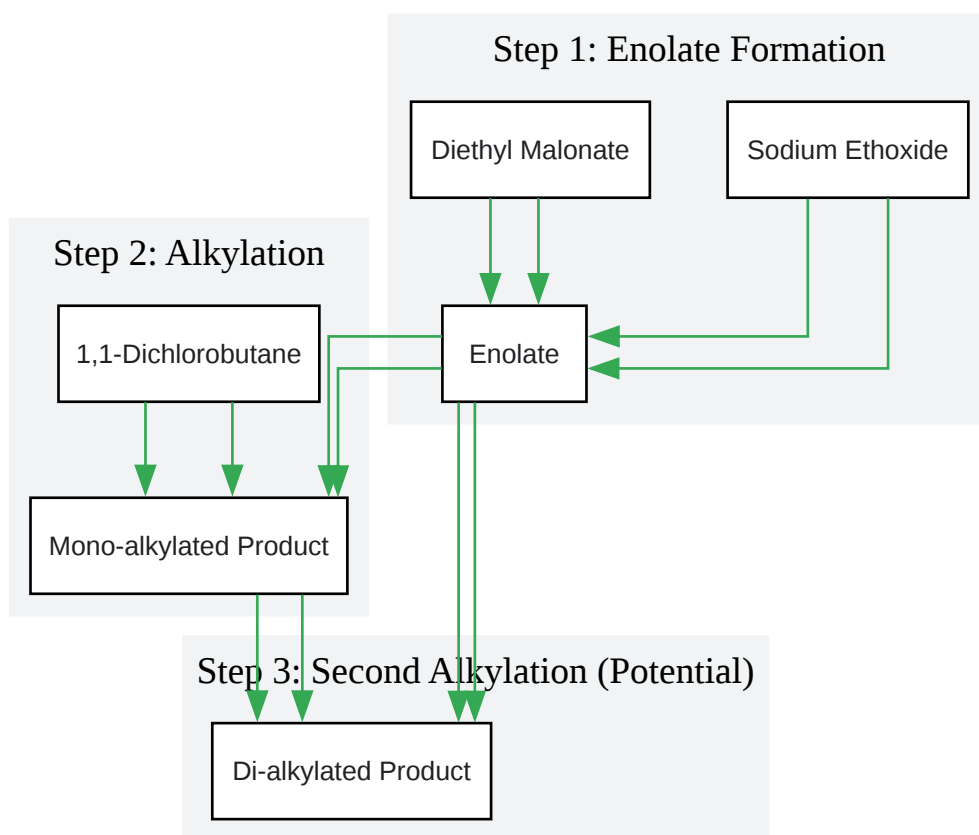 Step 1: Enolate Formation
Diethyl Malonate
Sodium Ethoxide
Enolate
Step 2: Alkylation
1,1-Dichlorobutane
Mono-alkylated Product
Step 3: Second Alkylation (Potential)
Di-alkylated Product